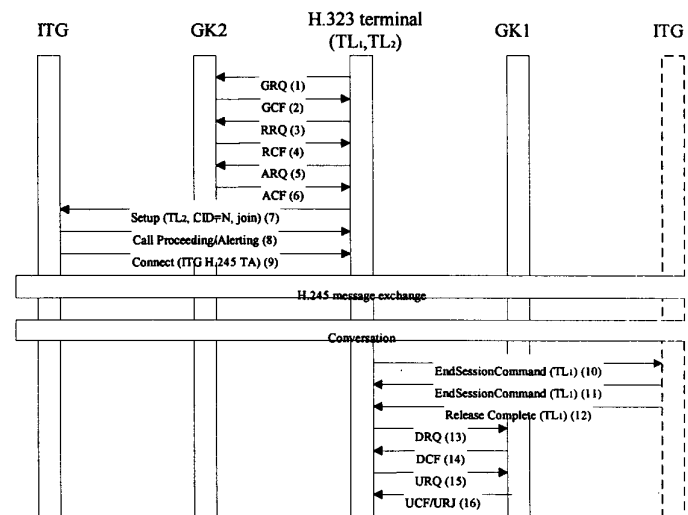 ITG
GK2
H.323 terminal
(TL₁,TL₂)
GK1
ITG
GRQ (1)
GCF (2)
RRQ (3)
RCF (4)
ARQ (5)
ACF (6)
Setup (TL₂, CID=N, join) (7)
Call Proceeding/Alerting (8)
Connect (ITG H.245 TA) (9)
H.245 message exchange
Conversation
EndSessionCommand (TL₁) (10)
EndSessionCommand (TL₁) (11)
Release Complete (TL₁) (12)
DRQ (13)
DCF (14)
URQ (15)
UCF/URJ (16)